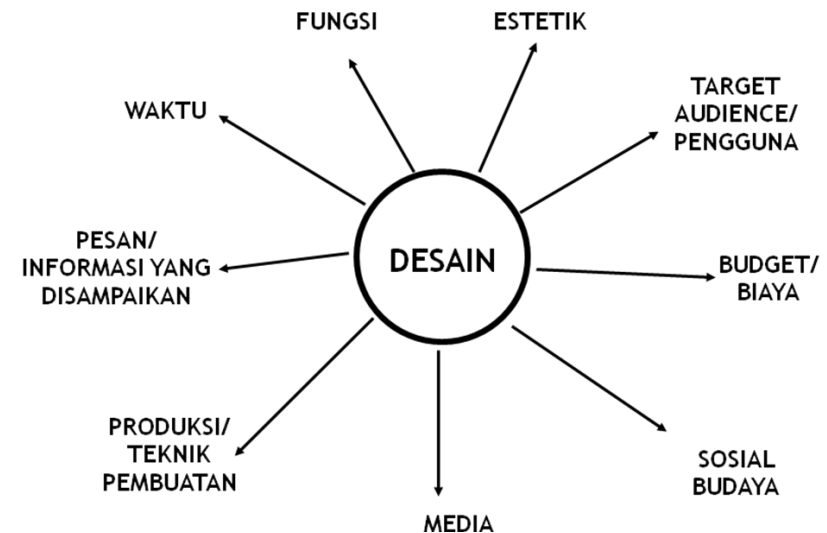 FUNGSI
ESTETIK
TARGET
AUDIENCE/
PENGGUNA
WAKTU
PESAN/
INFORMASI YANG
DISAMPAIKAN
DESAIN
BUDGET/
BIAYA
PRODUKSI/
TEKNIK
PEMBUATAN
SOSIAL
BUDAYA
MEDIA